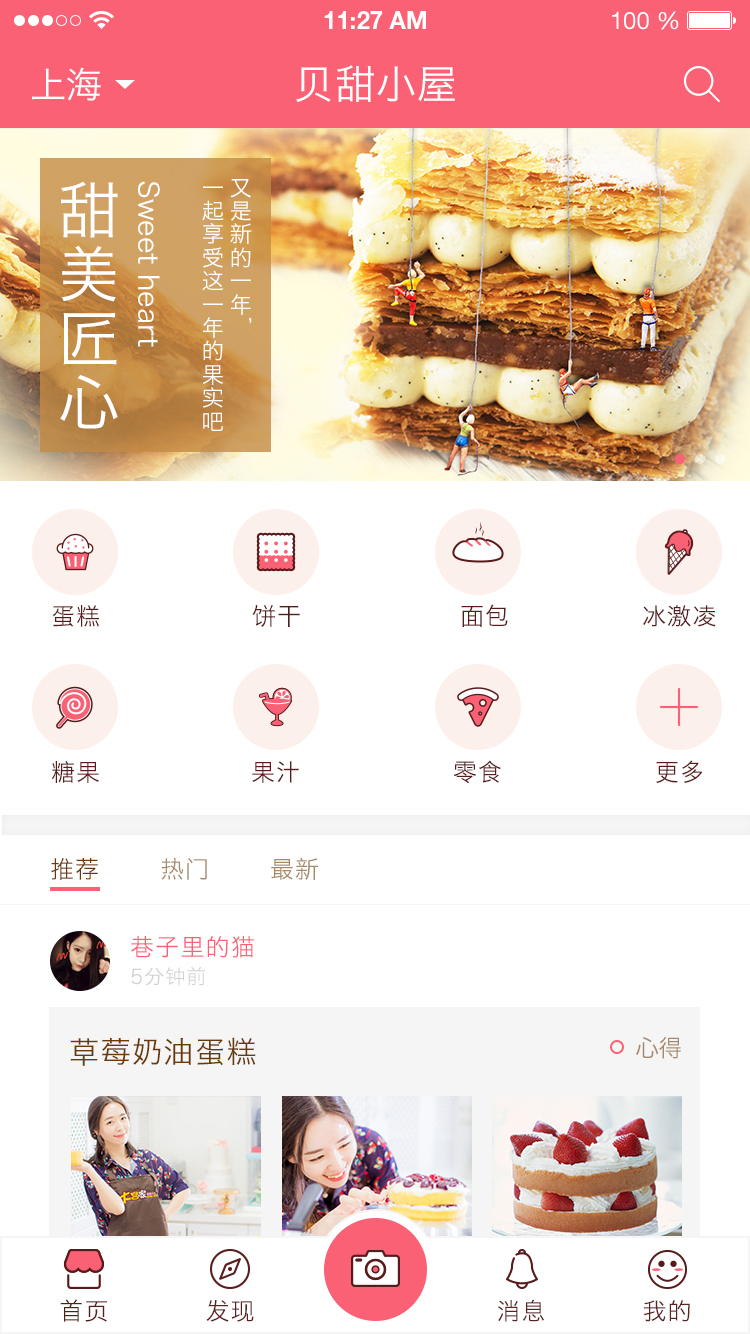 11:27 AM
100 %
上海
贝甜小屋
甜美匠心
Sweet heart
又是新的一年,
一起享受这一年的果实吧
蛋糕
饼干
面包
冰激凌
糖果
果汁
零食
更多
推荐
热门
最新
巷子里的猫
5分钟前
草莓奶油蛋糕
心得
首页
发现
消息
我的